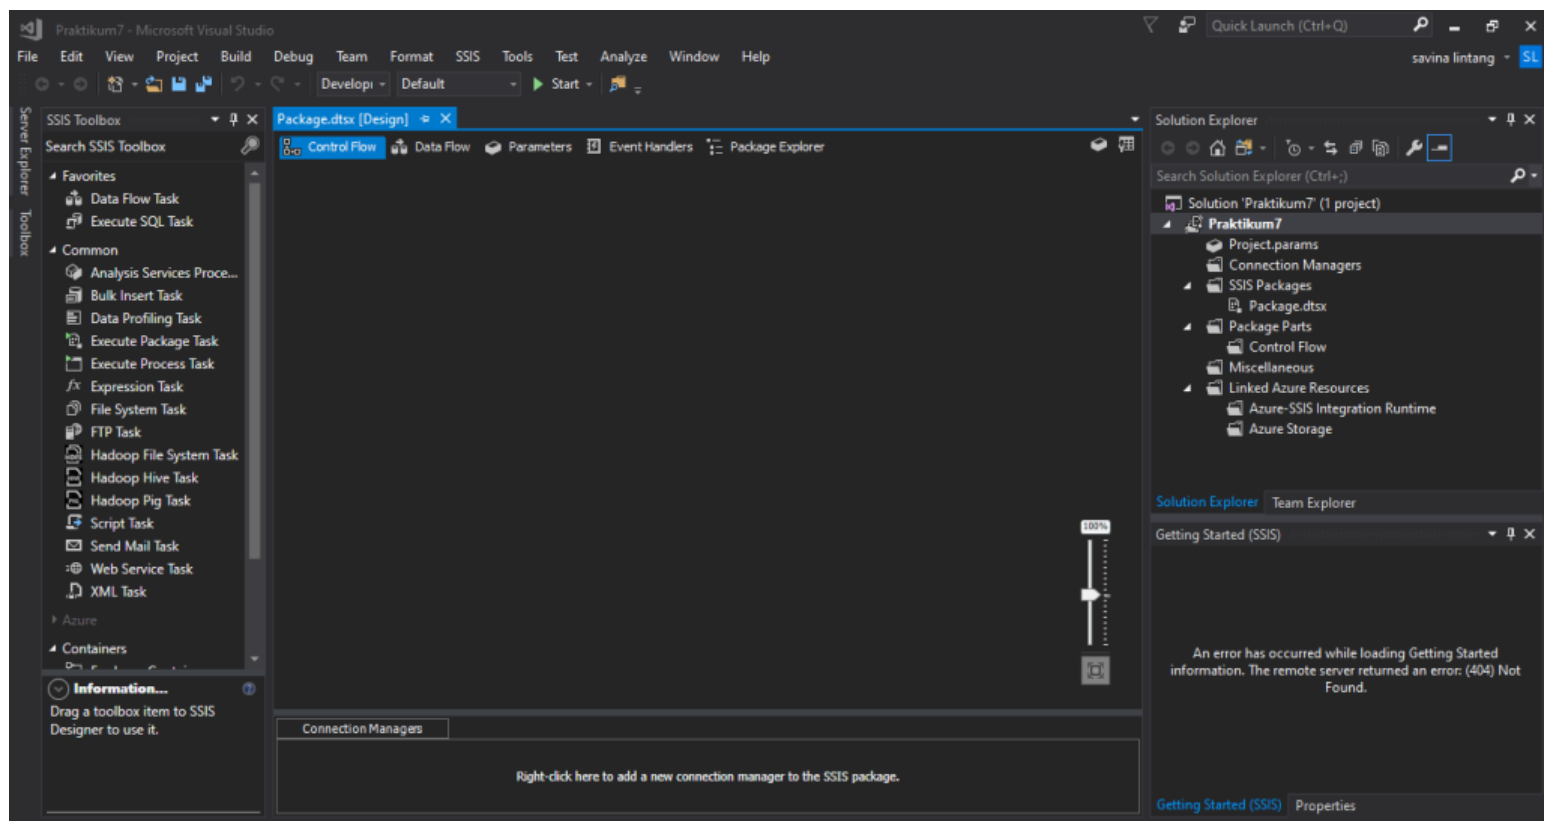 Praktikum7 - Microsoft Visual Studio
Quick Launch (Ctrl+Q)
File Edit View Project Build Debug Team Format SSIS Tools Test Analyze Window Help
savina lintang SL
Developı Default Start
Server Explorer
Toolbox
SSIS Toolbox
Search SSIS Toolbox
Favorites
Data Flow Task
Execute SQL Task
Common
Analysis Services Proce...
Bulk Insert Task
Data Profiling Task
Execute Package Task
Execute Process Task
Expression Task
File System Task
FTP Task
Hadoop File System Task
Hadoop Hive Task
Hadoop Pig Task
Script Task
Send Mail Task
Web Service Task
XML Task
Azure
Containers
Information...
Drag a toolbox item to SSIS
Designer to use it.
Package.dtsx [Design]
Control Flow Data Flow Parameters Event Handlers Package Explorer
100%
Connection Managers
Right-click here to add a new connection manager to the SSIS package.
Solution Explorer
Search Solution Explorer (Ctrl+;)
Solution 'Praktikum7' (1 project)
Praktikum7
Project.params
Connection Managers
SSIS Packages
Package.dtsx
Package Parts
Control Flow
Miscellaneous
Linked Azure Resources
Azure-SSIS Integration Runtime
Azure Storage
Solution Explorer Team Explorer
Getting Started (SSIS)
An error has occurred while loading Getting Started
information. The remote server returned an error: (404) Not
Found.
Getting Started (SSIS) Properties